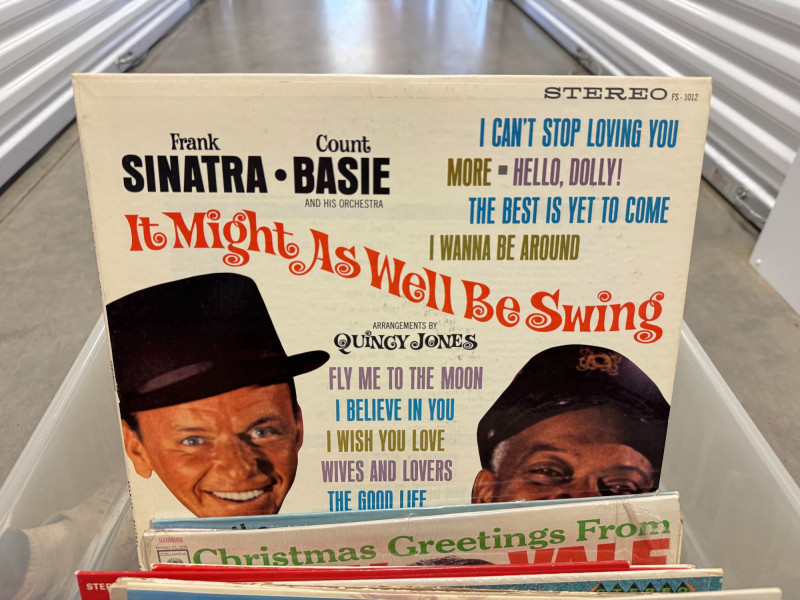 STEREO FS-1012
Frank Count
SINATRA • BASIE
AND HIS ORCHESTRA
I CAN'T STOP LOVING YOU
MORE ▪ HELLO, DOLLY!
THE BEST IS YET TO COME
I WANNA BE AROUND
It Might As Well Be Swing
ARRANGEMENTS BY
QUINCY JONES
FLY ME TO THE MOON
I BELIEVE IN YOU
I WISH YOU LOVE
WIVES AND LOVERS
THE GOOD LIFE
COLUMBIA
Christmas Greetings From
VALE